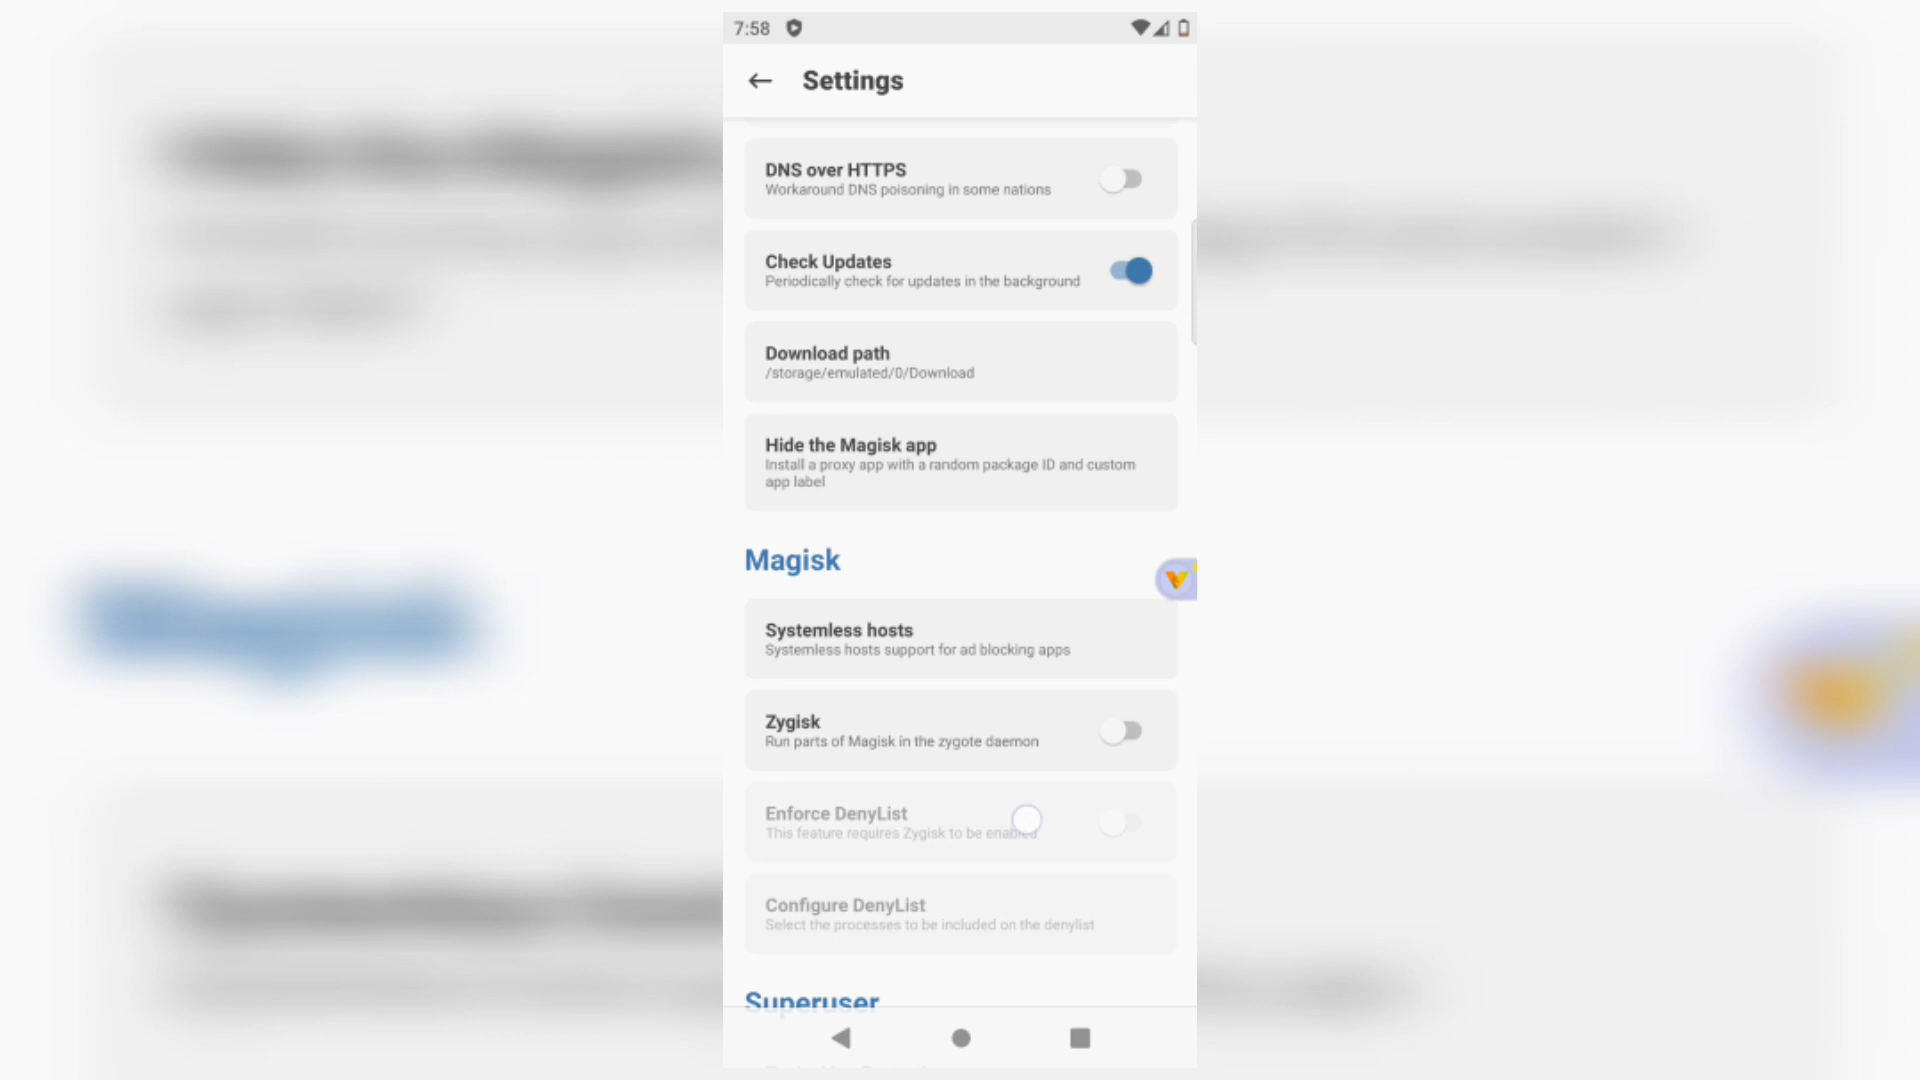 7:58
Settings
DNS over HTTPS
Workaround DNS poisoning in some nations
Check Updates
Periodically check for updates in the background
Download path
/storage/emulated/0/Download
Hide the Magisk app
Install a proxy app with a random package ID and custom
app label
Magisk
Systemless hosts
Systemless hosts support for ad blocking apps
Zygisk
Run parts of Magisk in the zygote daemon
Enforce DenyList
This feature requires Zygisk to be enabled
Configure DenyList
Select the processes to be included on the denylist
Superuser